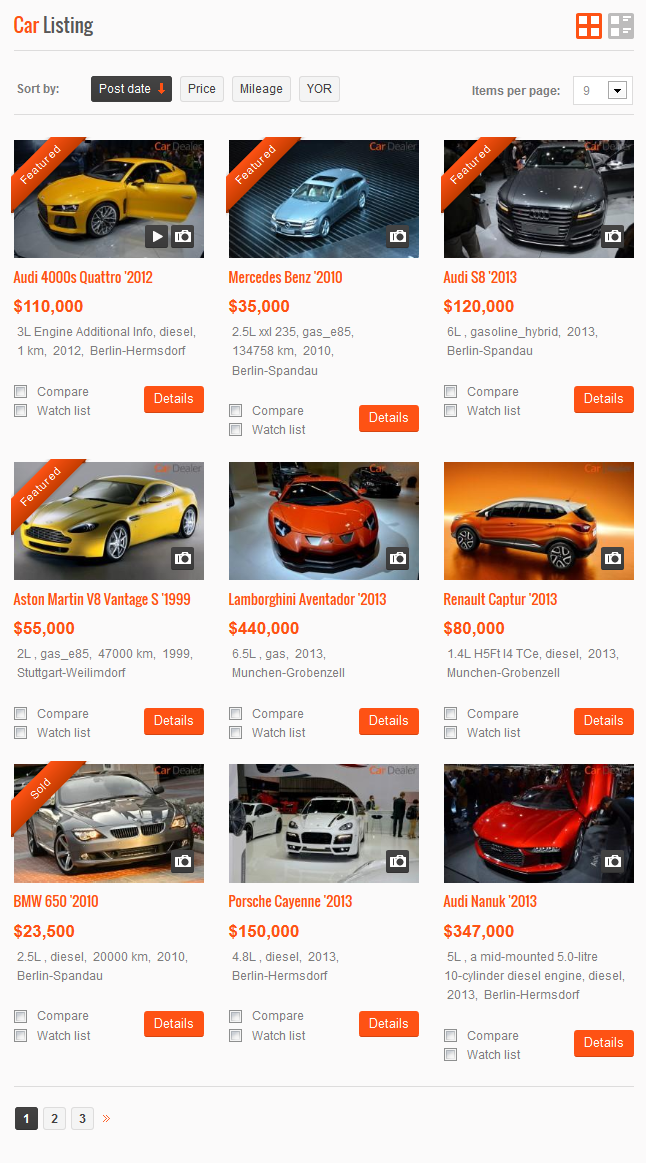 Car Listing
Sort by: Post date Price Mileage YOR Items per page: 9
Featured
Car Dealer
Featured
Car Dealer
Featured
Car Dealer
Audi 4000s Quattro '2012
$110,000
3L Engine Additional Info, diesel,
1 km, 2012, Berlin-Hermsdorf
Compare
Watch list
Details
Mercedes Benz '2010
$35,000
2.5L xxl 235, gas_e85,
134758 km, 2010,
Berlin-Spandau
Compare
Watch list
Details
Audi S8 '2013
$120,000
6L , gasoline_hybrid, 2013,
Berlin-Spandau
Compare
Watch list
Details
Featured
Car Dealer
Car Dealer
Car Dealer
Aston Martin V8 Vantage S '1999
$55,000
2L , gas_e85, 47000 km, 1999,
Stuttgart-Weilimdorf
Compare
Watch list
Details
Lamborghini Aventador '2013
$440,000
6.5L , gas, 2013,
Munchen-Grobenzell
Compare
Watch list
Details
Renault Captur '2013
$80,000
1.4L H5Ft I4 TCe, diesel, 2013,
Munchen-Grobenzell
Compare
Watch list
Details
Sold
Car Dealer
Car Dealer
Car Dealer
BMW 650 '2010
$23,500
2.5L , diesel, 20000 km, 2010,
Berlin-Spandau
Compare
Watch list
Details
Porsche Cayenne '2013
$150,000
4.8L , diesel, 2013,
Berlin-Hermsdorf
Compare
Watch list
Details
Audi Nanuk '2013
$347,000
5L , a mid-mounted 5.0-litre
10-cylinder diesel engine, diesel,
2013, Berlin-Hermsdorf
Compare
Watch list
Details
1 2 3 »